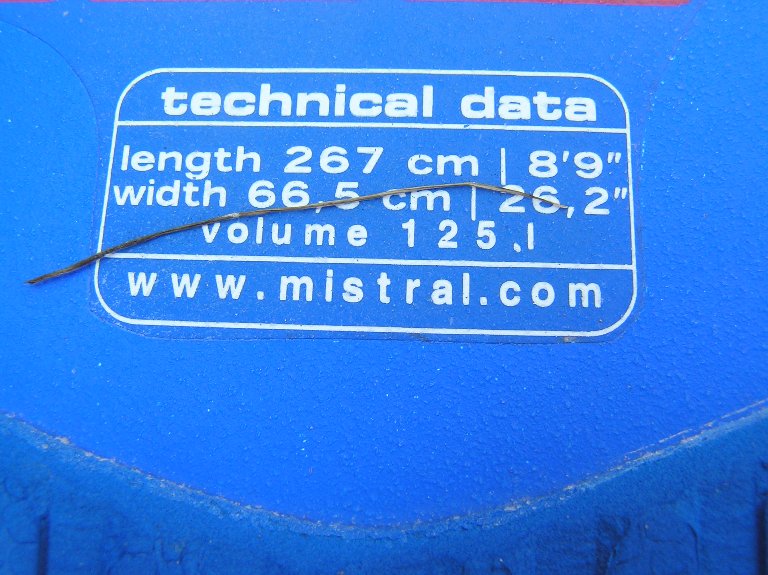 technical data
length 267 cm | 8'9"
width 66,5 cm | 26,2"
volume 125.l
www.mistral.com